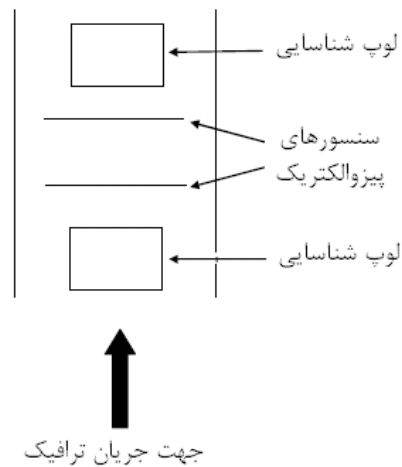 لوپ شناسایی
سنسورهای
پیزوالکتریک
لوپ شناسایی
جهت جریان ترافیک